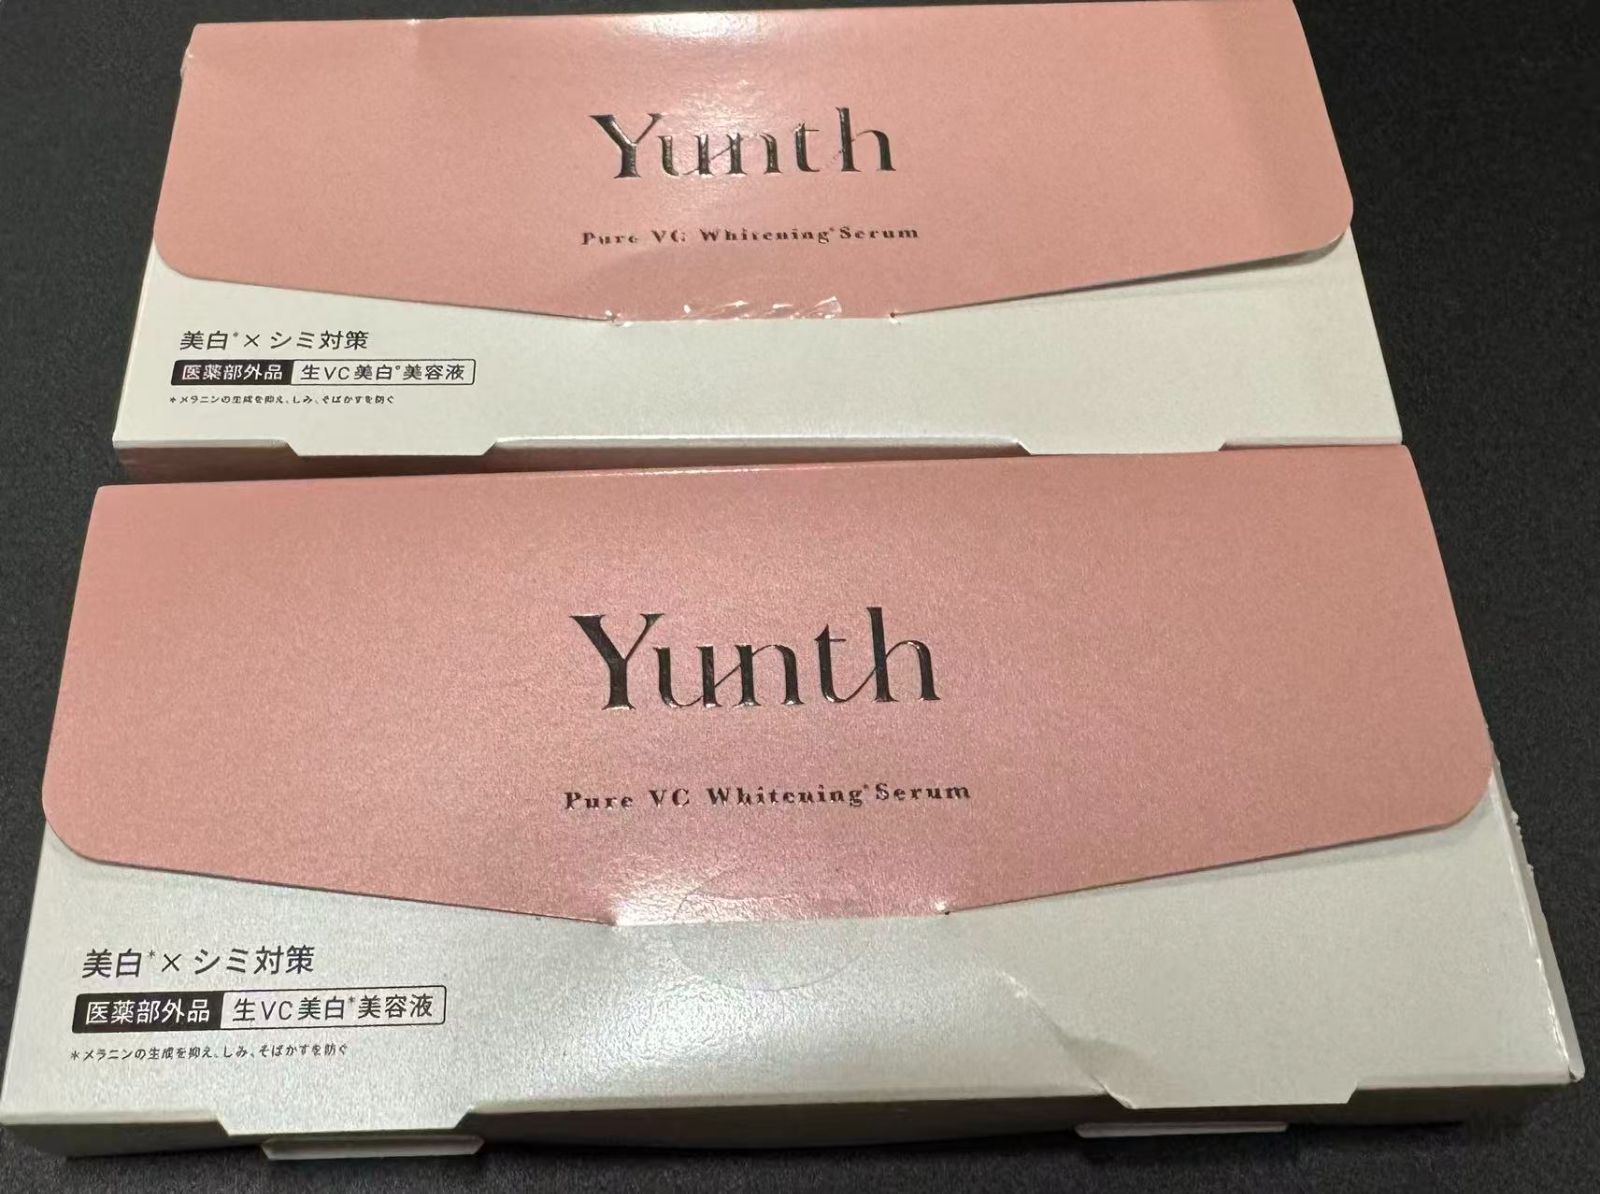 Yunth
Pure VC Whitening*Serum
美白*×シミ対策
医薬部外品 生VC美白*美容液
*メラニンの生成を抑え、しみ、そばかすを防ぐ
Yunth
Pure VC Whitening*Serum
美白*×シミ対策
医薬部外品 生VC美白*美容液
*メラニンの生成を抑え、しみ、そばかすを防ぐ